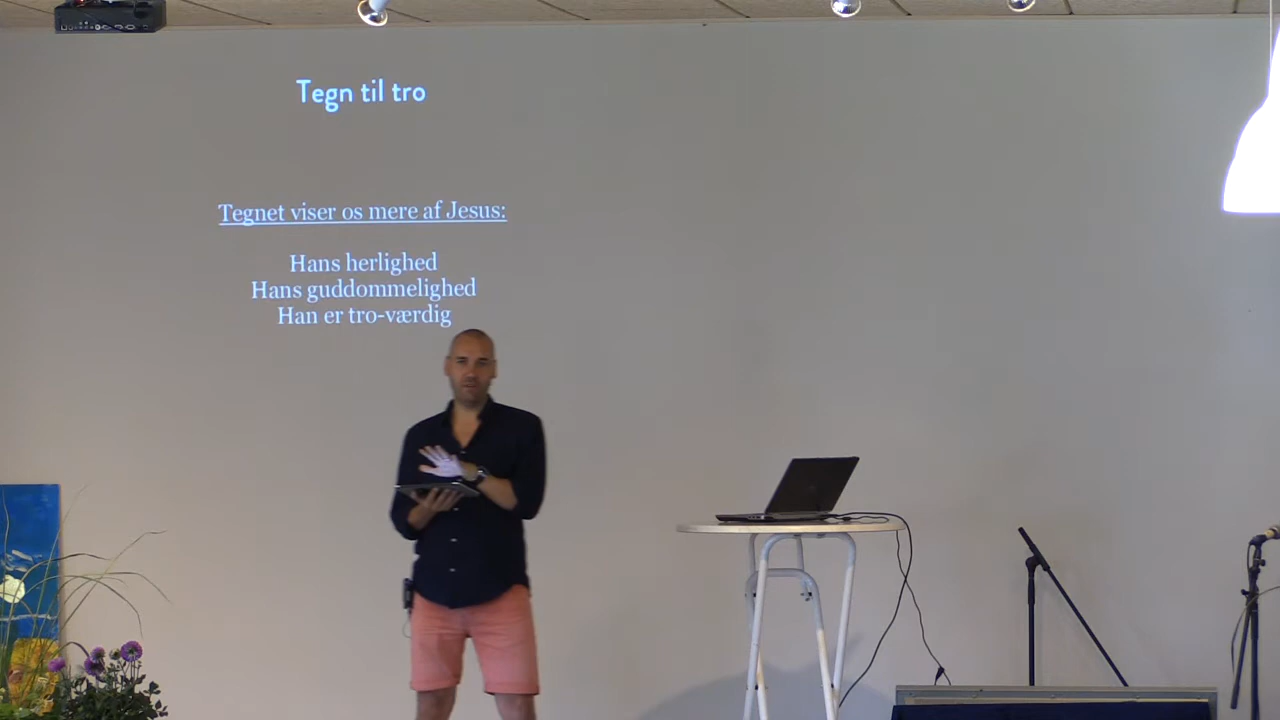 Tegn til tro
Tegnet viser os mere af Jesus:
Hans herlighed
Hans guddommelighed
Han er tro-værdig